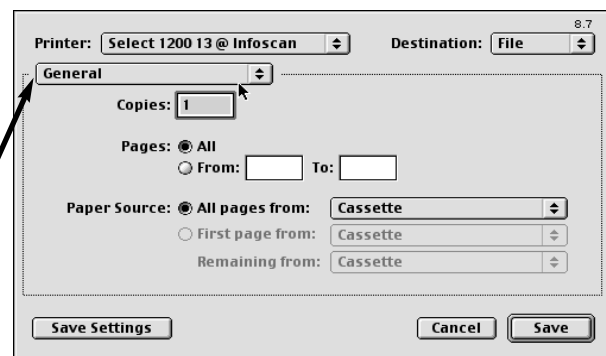 8.7
Printer: Select 1200 13 @ Infoscan Destination: File
General
Copies: 1
Pages: All
From: To:
Paper Source: All pages from: Cassette
First page from: Cassette
Remaining from: Cassette
Save Settings Cancel Save